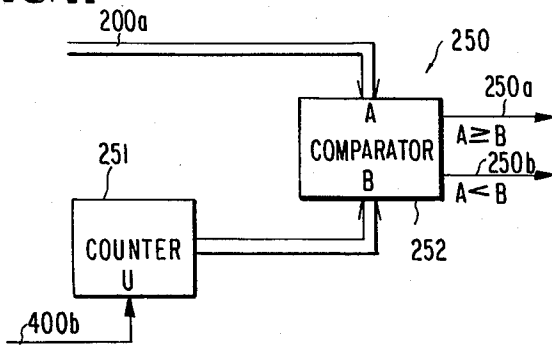 200a
250
250a
A
A≥B
COMPARATOR
250b
B
A<B
251
252
COUNTER
U
400b